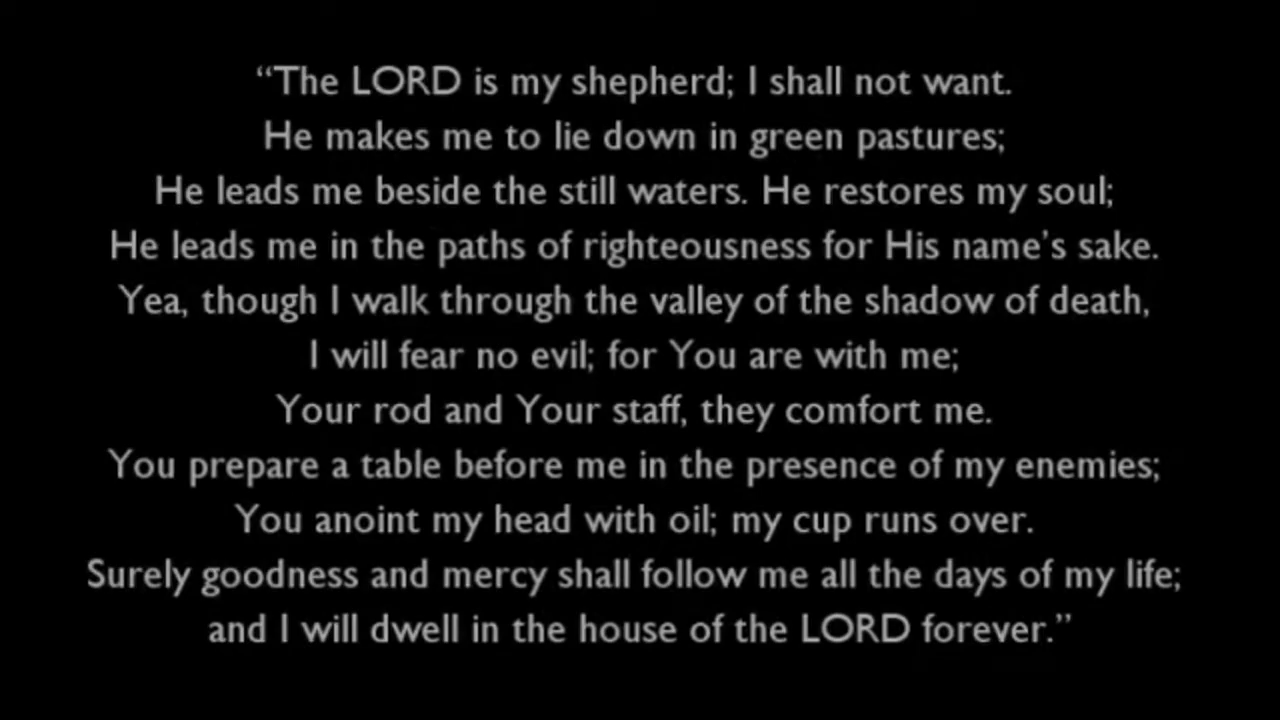 “The LORD is my shepherd; I shall not want.
He makes me to lie down in green pastures;
He leads me beside the still waters. He restores my soul;
He leads me in the paths of righteousness for His name’s sake.
Yea, though I walk through the valley of the shadow of death,
I will fear no evil; for You are with me;
Your rod and Your staff, they comfort me.
You prepare a table before me in the presence of my enemies;
You anoint my head with oil; my cup runs over.
Surely goodness and mercy shall follow me all the days of my life;
and I will dwell in the house of the LORD forever.”